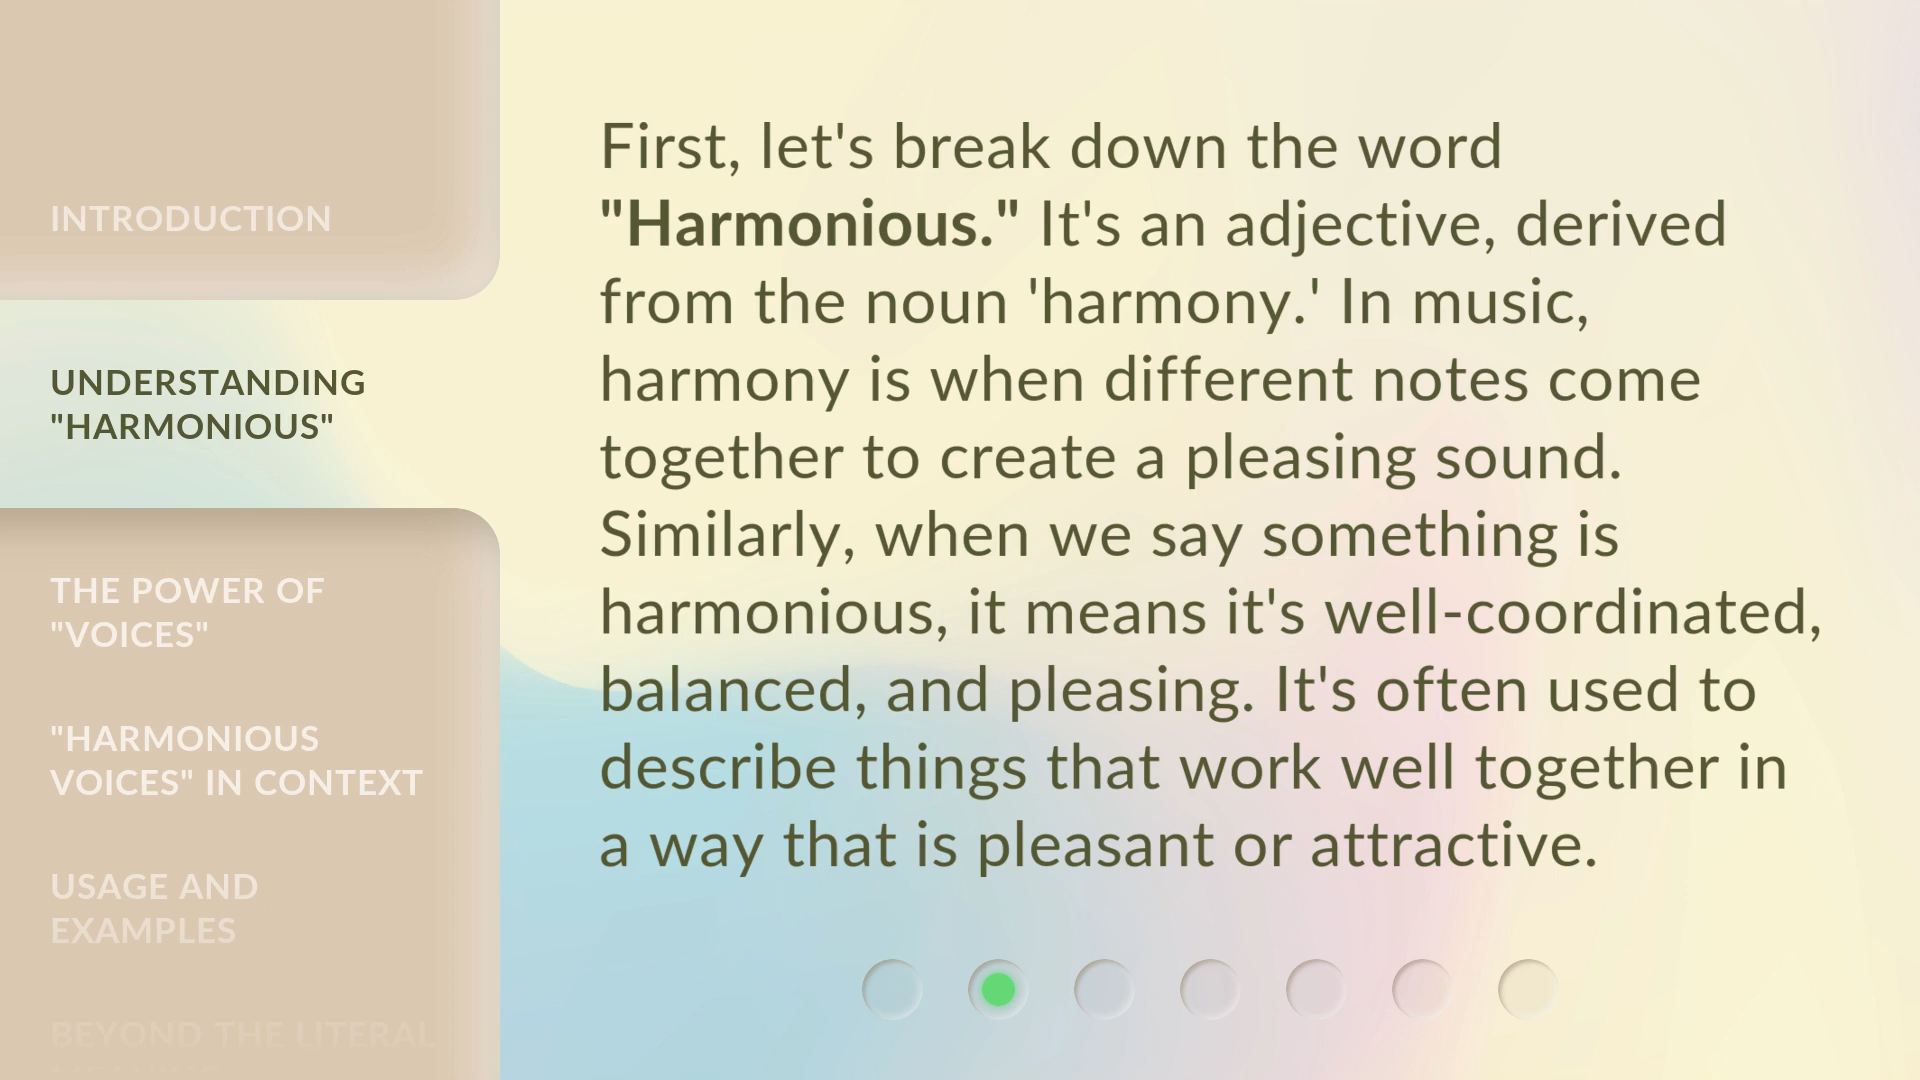 INTRODUCTION
UNDERSTANDING
"HARMONIOUS"
THE POWER OF
"VOICES"
"HARMONIOUS
VOICES" IN CONTEXT
USAGE AND
EXAMPLES
BEYOND THE LITERAL
First, let's break down the word
"Harmonious." It's an adjective, derived
from the noun 'harmony.' In music,
harmony is when different notes come
together to create a pleasing sound.
Similarly, when we say something is
harmonious, it means it's well-coordinated,
balanced, and pleasing. It's often used to
describe things that work well together in
a way that is pleasant or attractive.